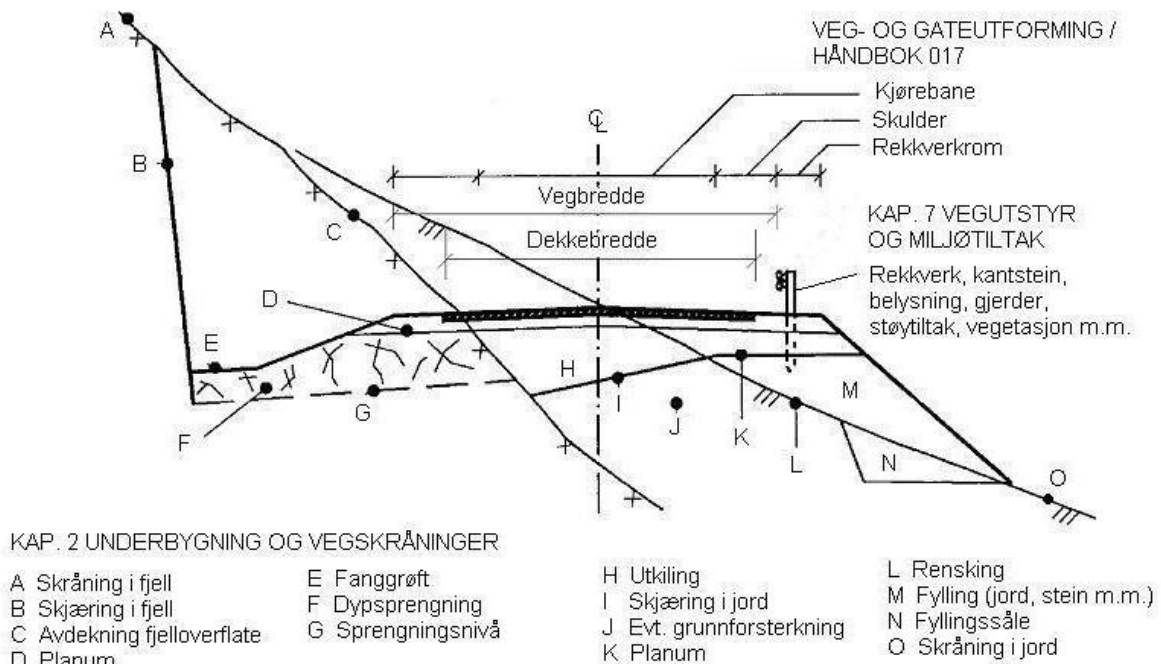 VEG- OG GATEUTFORMING /
HÅNDBOK 017
Kjørebane
Skulder
Rekkverkrom
Vegbredde
Dekkebredde
KAP. 7 VEGUTSTYR
OG MILJØTILTAK
Rekkverk, kantstein,
belysning, gjerder,
støytiltak, vegetasjon m.m.
A
B
C
D
E
F
G
H
I
J
K
L
M
N
O
KAP. 2 UNDERBYGNING OG VEGSKRÅNINGER
A Skråning i fjell
B Skjæring i fjell
C Avdekning fjelloverflate
D Planum
E Fanggrøft
F Dypsprengning
G Sprengningsnivå
H Utkiling
I Skjæring i jord
J Evt. grunnforsterkning
K Planum
L Rensking
M Fylling (jord, stein m.m.)
N Fyllingssåle
O Skråning i jord